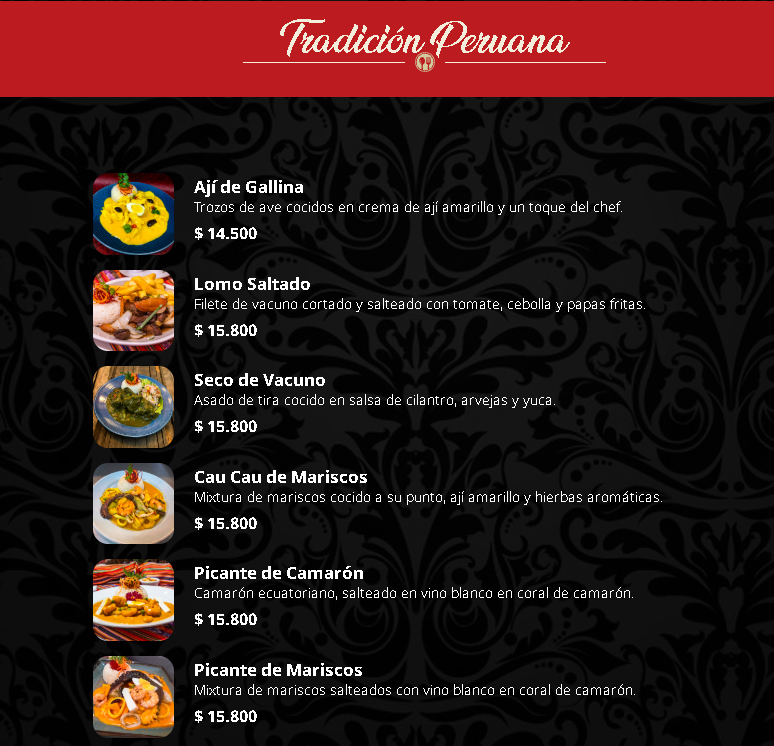 Tradición Peruana
Ají de Gallina
Trozos de ave cocidos en crema de ají amarillo y un toque del chef.
$ 14.500
Lomo Saltado
Filete de vacuno cortado y salteado con tomate, cebolla y papas fritas.
$ 15.800
Seco de Vacuno
Asado de tira cocido en salsa de cilantro, arvejas y yuca.
$ 15.800
Cau Cau de Mariscos
Mixtura de mariscos cocido a su punto, ají amarillo y hierbas aromáticas.
$ 15.800
Picante de Camarón
Camarón ecuatoriano, salteado en vino blanco en coral de camarón.
$ 15.800
Picante de Mariscos
Mixtura de mariscos salteados con vino blanco en coral de camarón.
$ 15.800